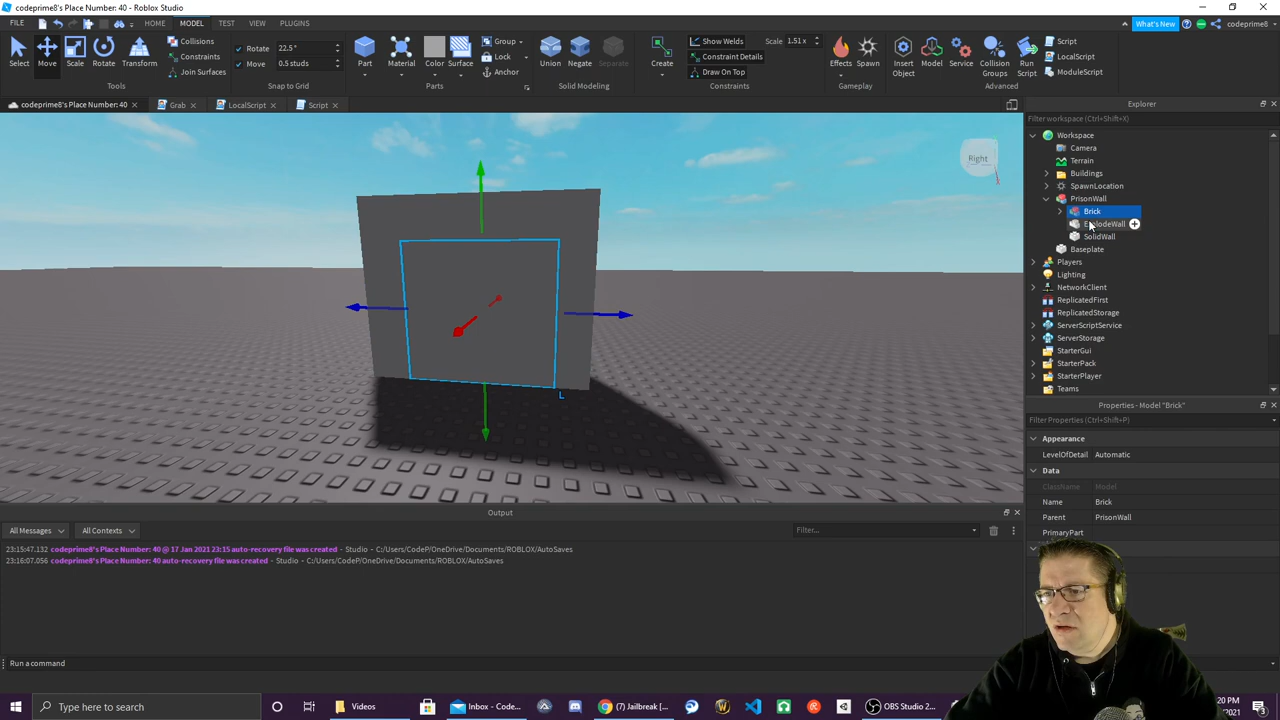 codeprime8's Place Number: 40 - Roblox Studio
FILE HOME MODEL TEST VIEW PLUGINS What's New codeprime8
Select Move Scale Rotate Transform
Collisions
Constraints
Join Surfaces
Tools
Rotate 22.5 °
Move 0.5 studs
Snap to Grid
Part Material Color Surface
Group
Lock
Anchor
Parts
Union Negate Separate
Solid Modeling
Create
Show Welds
Constraint Details
Draw On Top
Scale 1.51 x
Constraints
Effects Spawn
Gameplay
Insert Object
Model Service
Collision Groups
Run Script
Script
LocalScript
ModuleScript
Advanced
codeprime8's Place Number: 40 Grab LocalScript Script
Right
L
Explorer
Filter workspace (Ctrl+Shift+X)
Workspace
Camera
Terrain
Buildings
SpawnLocation
PrisonWall
Brick
SolidWall
Baseplate
Players
Lighting
NetworkClient
ReplicatedFirst
ReplicatedStorage
ServerScriptService
ServerStorage
StarterGui
StarterPack
StarterPlayer
Teams
Properties - Model "Brick"
Filter Properties (Ctrl+Shift+P)
Appearance
LevelOfDetail Automatic
Data
ClassName Model
Name Brick
Parent PrisonWall
PrimaryPart
Output
All Messages All Contexts Filter...
23:15:47.132 codeprime8's Place Number: 40 @ 17 Jan 2021 23:15 auto-recovery file was created - Studio - C:/Users/CodeP/OneDrive/Documents/ROBLOX/AutoSaves
23:16:07.056 codeprime8's Place Number: 40 auto-recovery file was created - Studio - C:/Users/CodeP/OneDrive/Documents/ROBLOX/AutoSaves
Run a command
Type here to search
Videos
Inbox - Code...
(7) Jailbreak [...
OBS Studio 2...